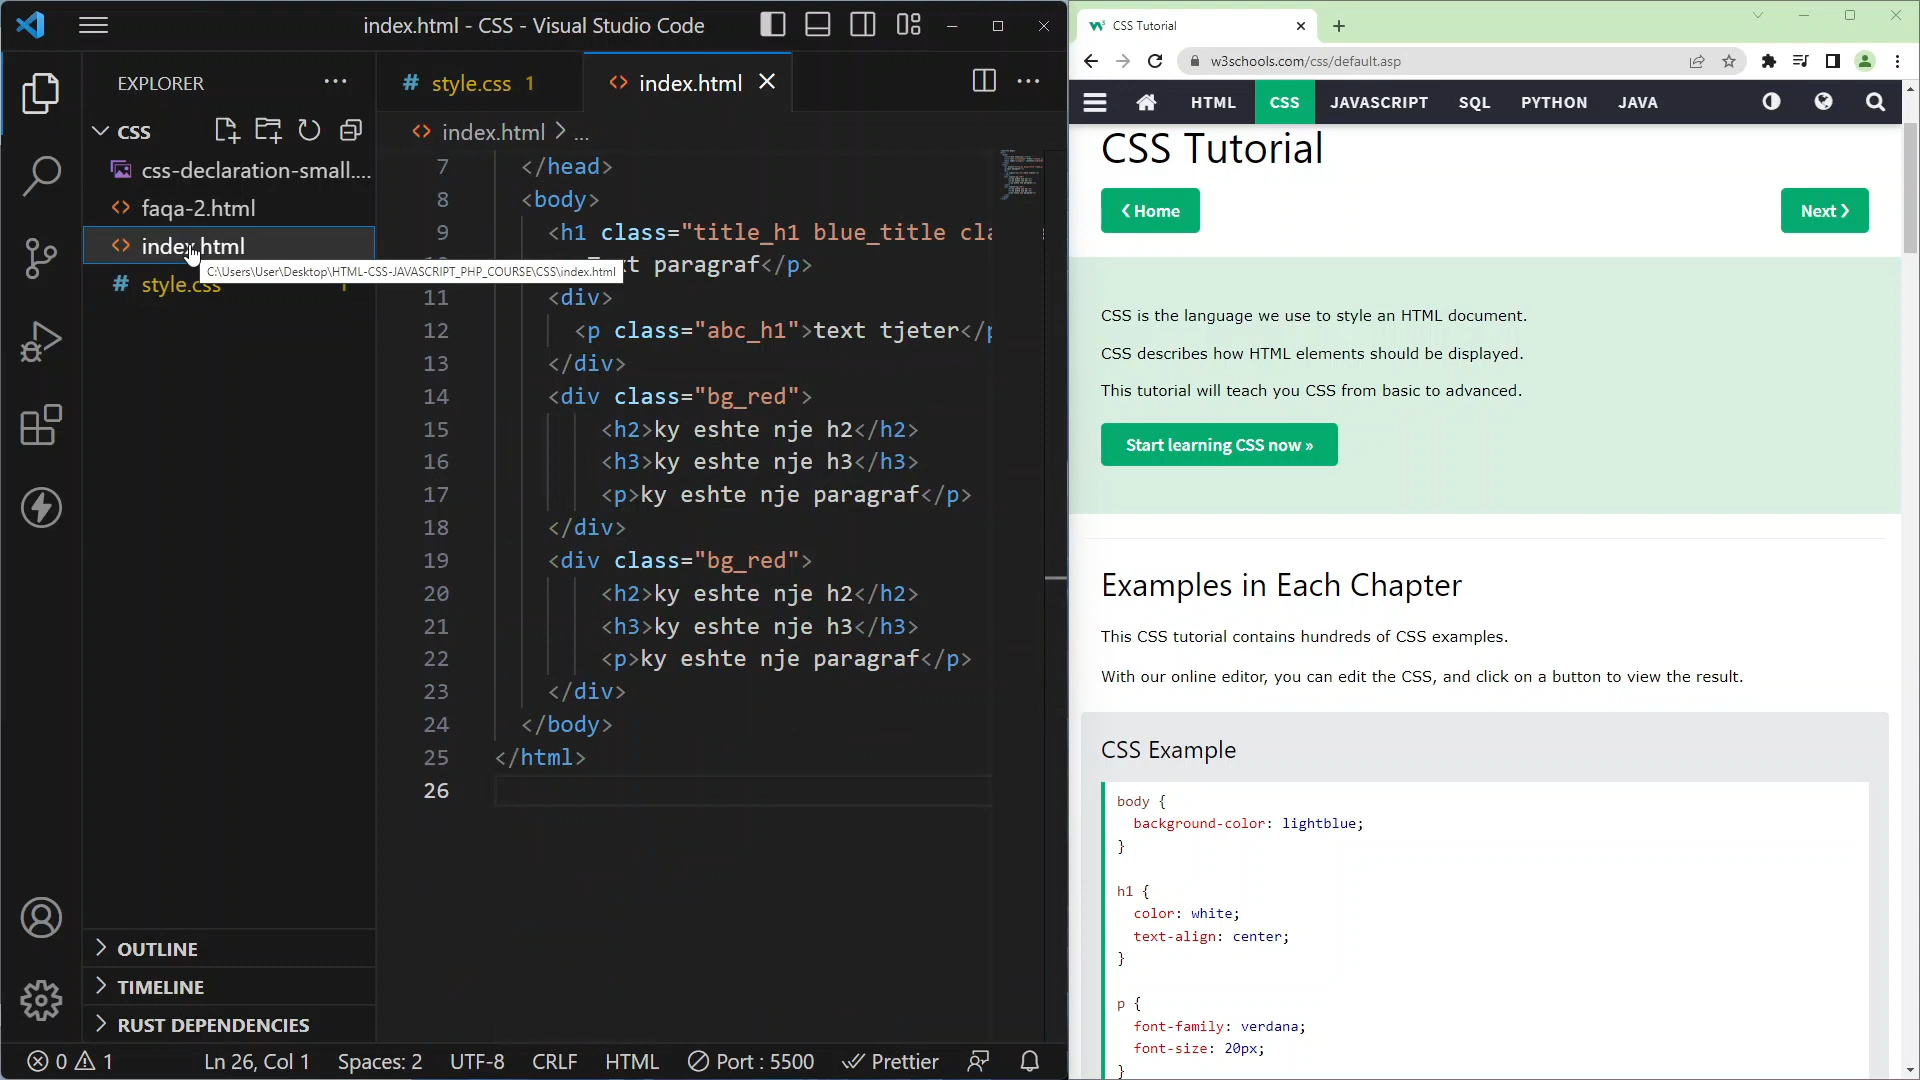 index.html - CSS - Visual Studio Code
EXPLORER
CSS
css-declaration-small....
faqa-2.html
index.html
C:\Users\User\Desktop\HTML-CSS-JAVASCRIPT_PHP_COURSE\CSS\index.html
# style.css 1
OUTLINE
TIMELINE
RUST DEPENDENCIES
# style.css 1
<> index.html
<> index.html > ...
7 </head>
8 <body>
9 <h1 class="title_h1 blue_title cla
paragraf</p>
11 <div>
12 <p class="abc_h1">text tjeter</p
13 </div>
14 <div class="bg_red">
15 <h2>ky eshte nje h2</h2>
16 <h3>ky eshte nje h3</h3>
17 <p>ky eshte nje paragraf</p>
18 </div>
19 <div class="bg_red">
20 <h2>ky eshte nje h2</h2>
21 <h3>ky eshte nje h3</h3>
22 <p>ky eshte nje paragraf</p>
23 </div>
24 </body>
25 </html>
26
0 1 Ln 26, Col 1 Spaces: 2 UTF-8 CRLF HTML Port : 5500 Prettier
CSS Tutorial
w3schools.com/css/default.asp
HTML CSS JAVASCRIPT SQL PYTHON JAVA
CSS Tutorial
❮ Home
Next ❯
CSS is the language we use to style an HTML document.
CSS describes how HTML elements should be displayed.
This tutorial will teach you CSS from basic to advanced.
Start learning CSS now »
Examples in Each Chapter
This CSS tutorial contains hundreds of CSS examples.
With our online editor, you can edit the CSS, and click on a button to view the result.
CSS Example
body {
background-color: lightblue;
}
h1 {
color: white;
text-align: center;
}
p {
font-family: verdana;
font-size: 20px;
}